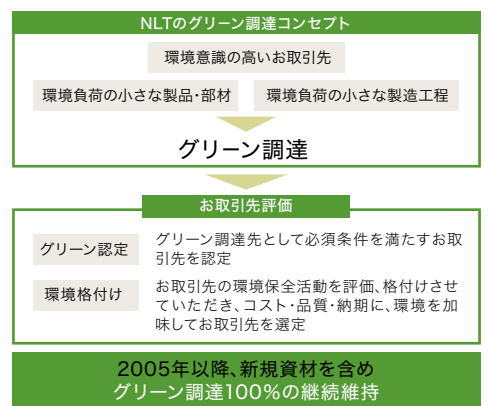 NLTのグリーン調達コンセプト
環境意識の高いお取引先
環境負荷の小さな製品・部材
環境負荷の小さな製造工程
グリーン調達
お取引先評価
グリーン認定
グリーン調達先として必須条件を満たすお取
引先を認定
環境格付け
お取引先の環境保全活動を評価、格付けさせ
ていただき、コスト・品質・納期に、環境を加
味してお取引先を選定
2005年以降、新規資材を含め
グリーン調達100％の継続維持